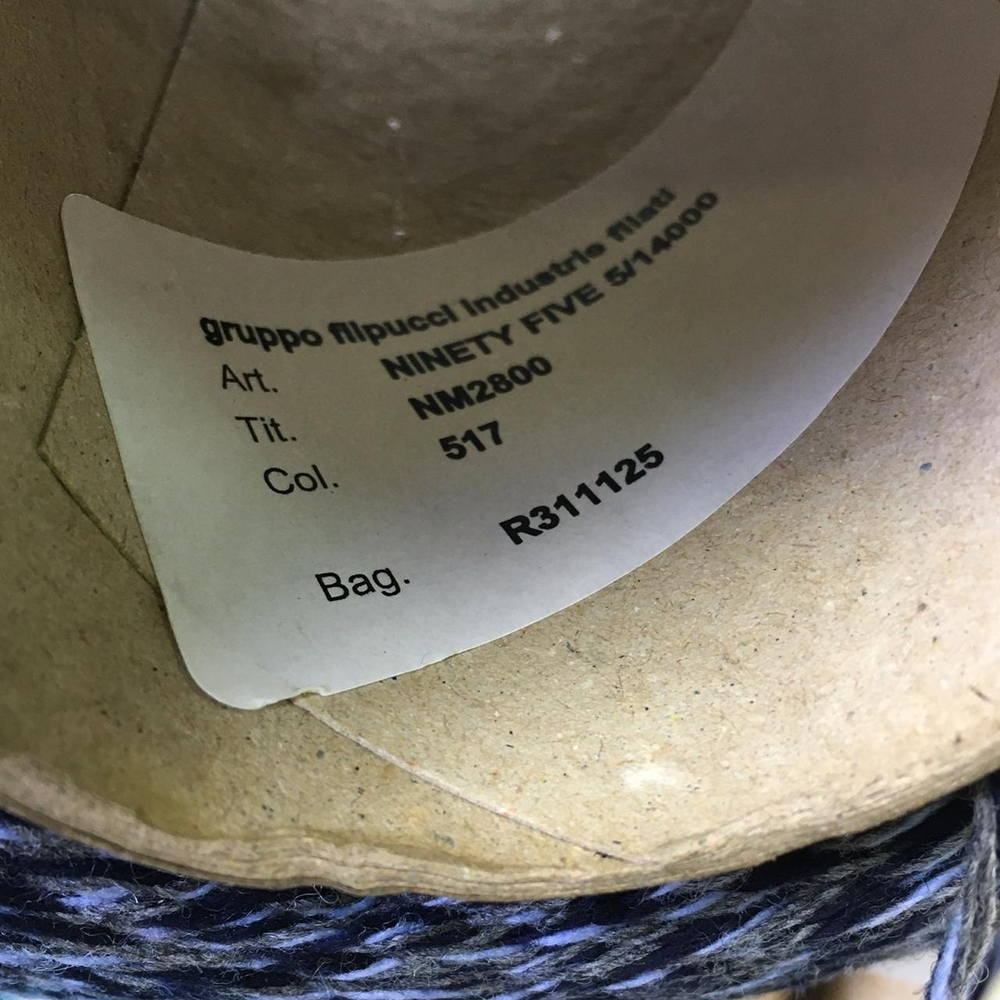 gruppo filpucci industrie filati
Art. NINETY FIVE 5/14000
Tit. NM2800
Col. 517
Bag. R311125